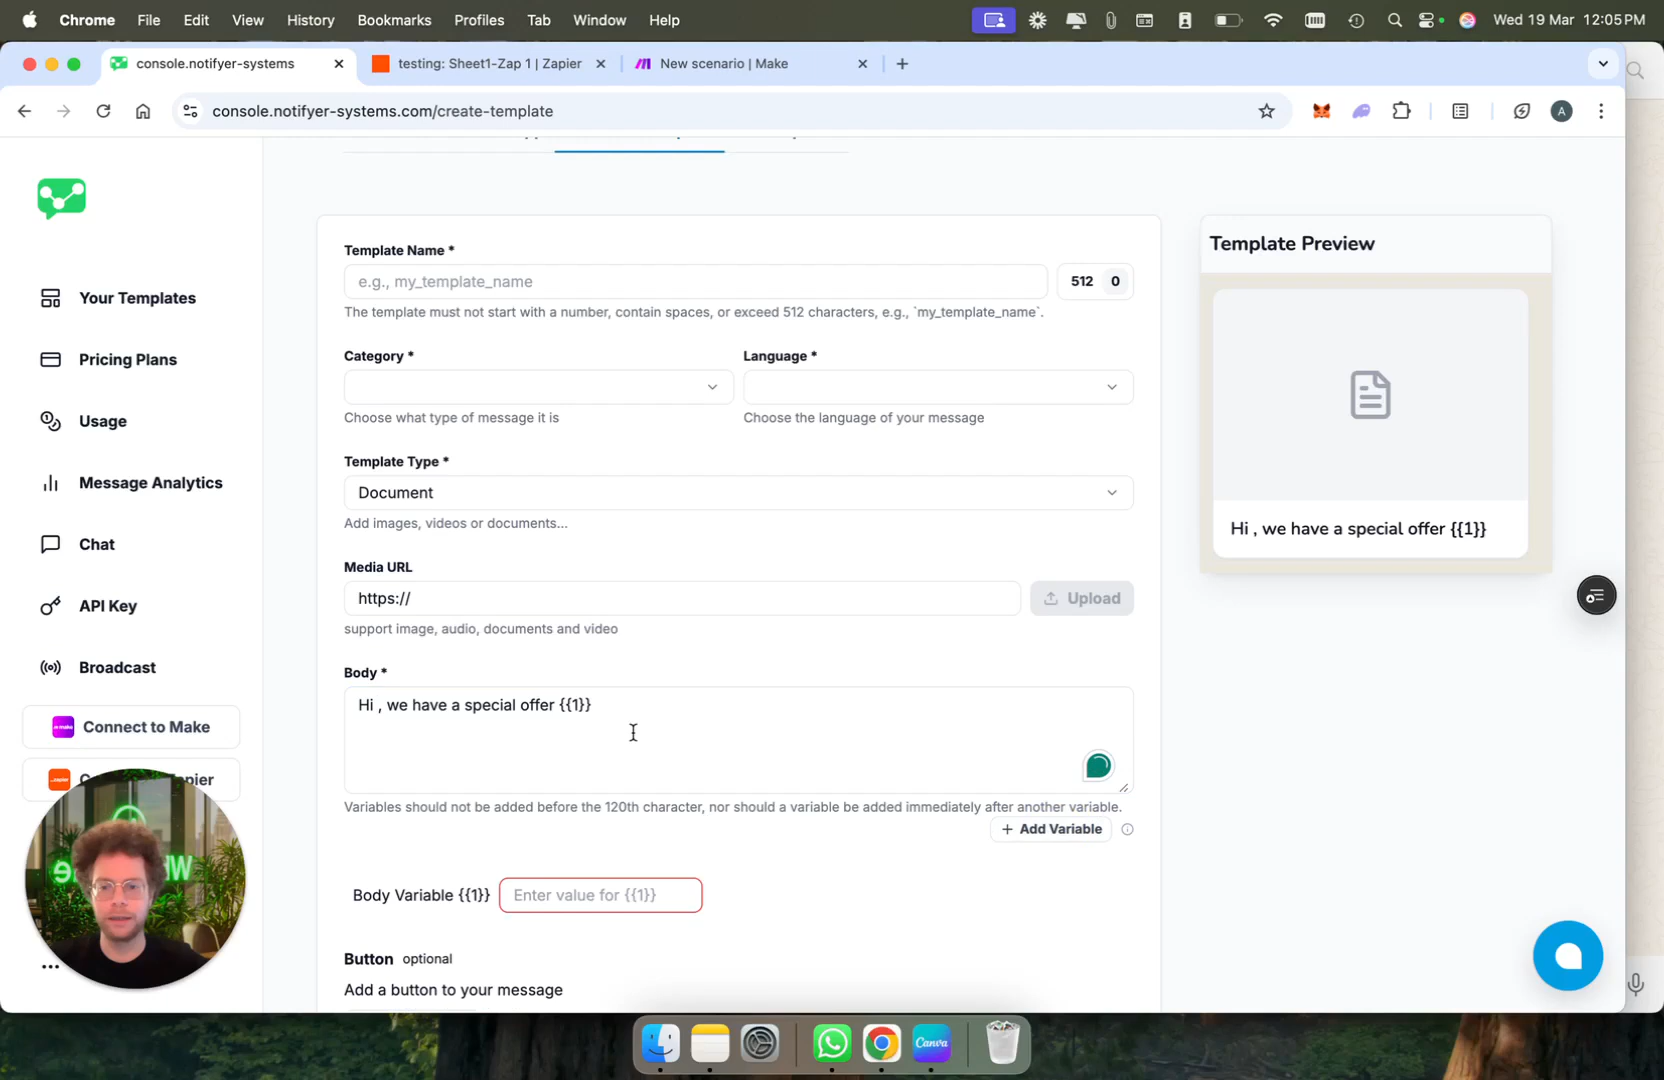 Chrome File Edit View History Bookmarks Profiles Tab Window Help Wed 19 Mar 12:05 PM
console.notifyer-systems testing: Sheet1-Zap 1 | Zapier New scenario | Make
console.notifyer-systems.com/create-template A
Your Templates
Pricing Plans
Usage
Message Analytics
Chat
API Key
Broadcast
Connect to Make
Template Name *
e.g., my_template_name 512 0
The template must not start with a number, contain spaces, or exceed 512 characters, e.g., `my_template_name`.
Category * Language *
Choose what type of message it is Choose the language of your message
Template Type *
Document
Add images, videos or documents...
Media URL
https:// Upload
support image, audio, documents and video
Body *
Hi , we have a special offer {{1}}
Variables should not be added before the 120th character, nor should a variable be added immediately after another variable.
+ Add Variable
Body Variable {{1}} Enter value for {{1}}
Button optional
Add a button to your message
Template Preview
Hi , we have a special offer {{1}}
Canva